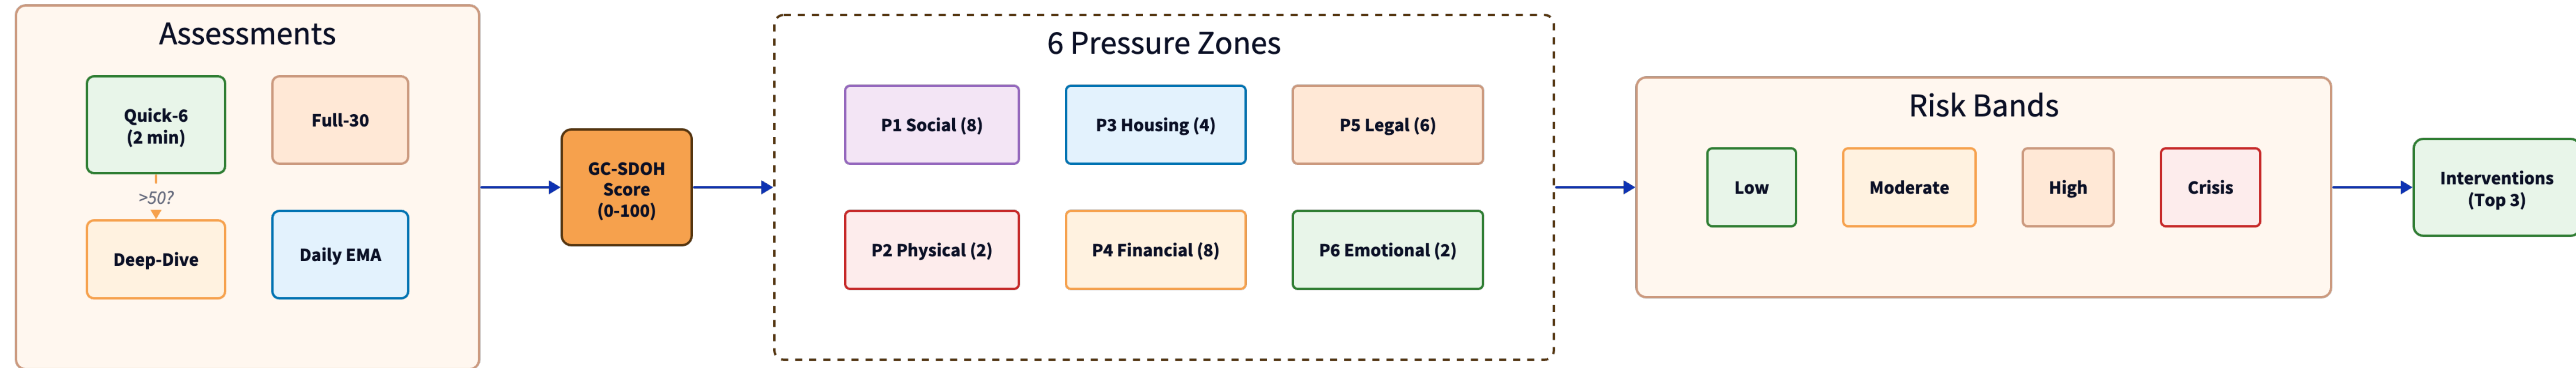 Assessments
Quick-6
(2 min)
Full-30
>50?
Deep-Dive
Daily EMA
GC-SDOH
Score
(0-100)
6 Pressure Zones
P1 Social (8)
P3 Housing (4)
P5 Legal (6)
P2 Physical (2)
P4 Financial (8)
P6 Emotional (2)
Risk Bands
Low
Moderate
High
Crisis
Interventions
(Top 3)